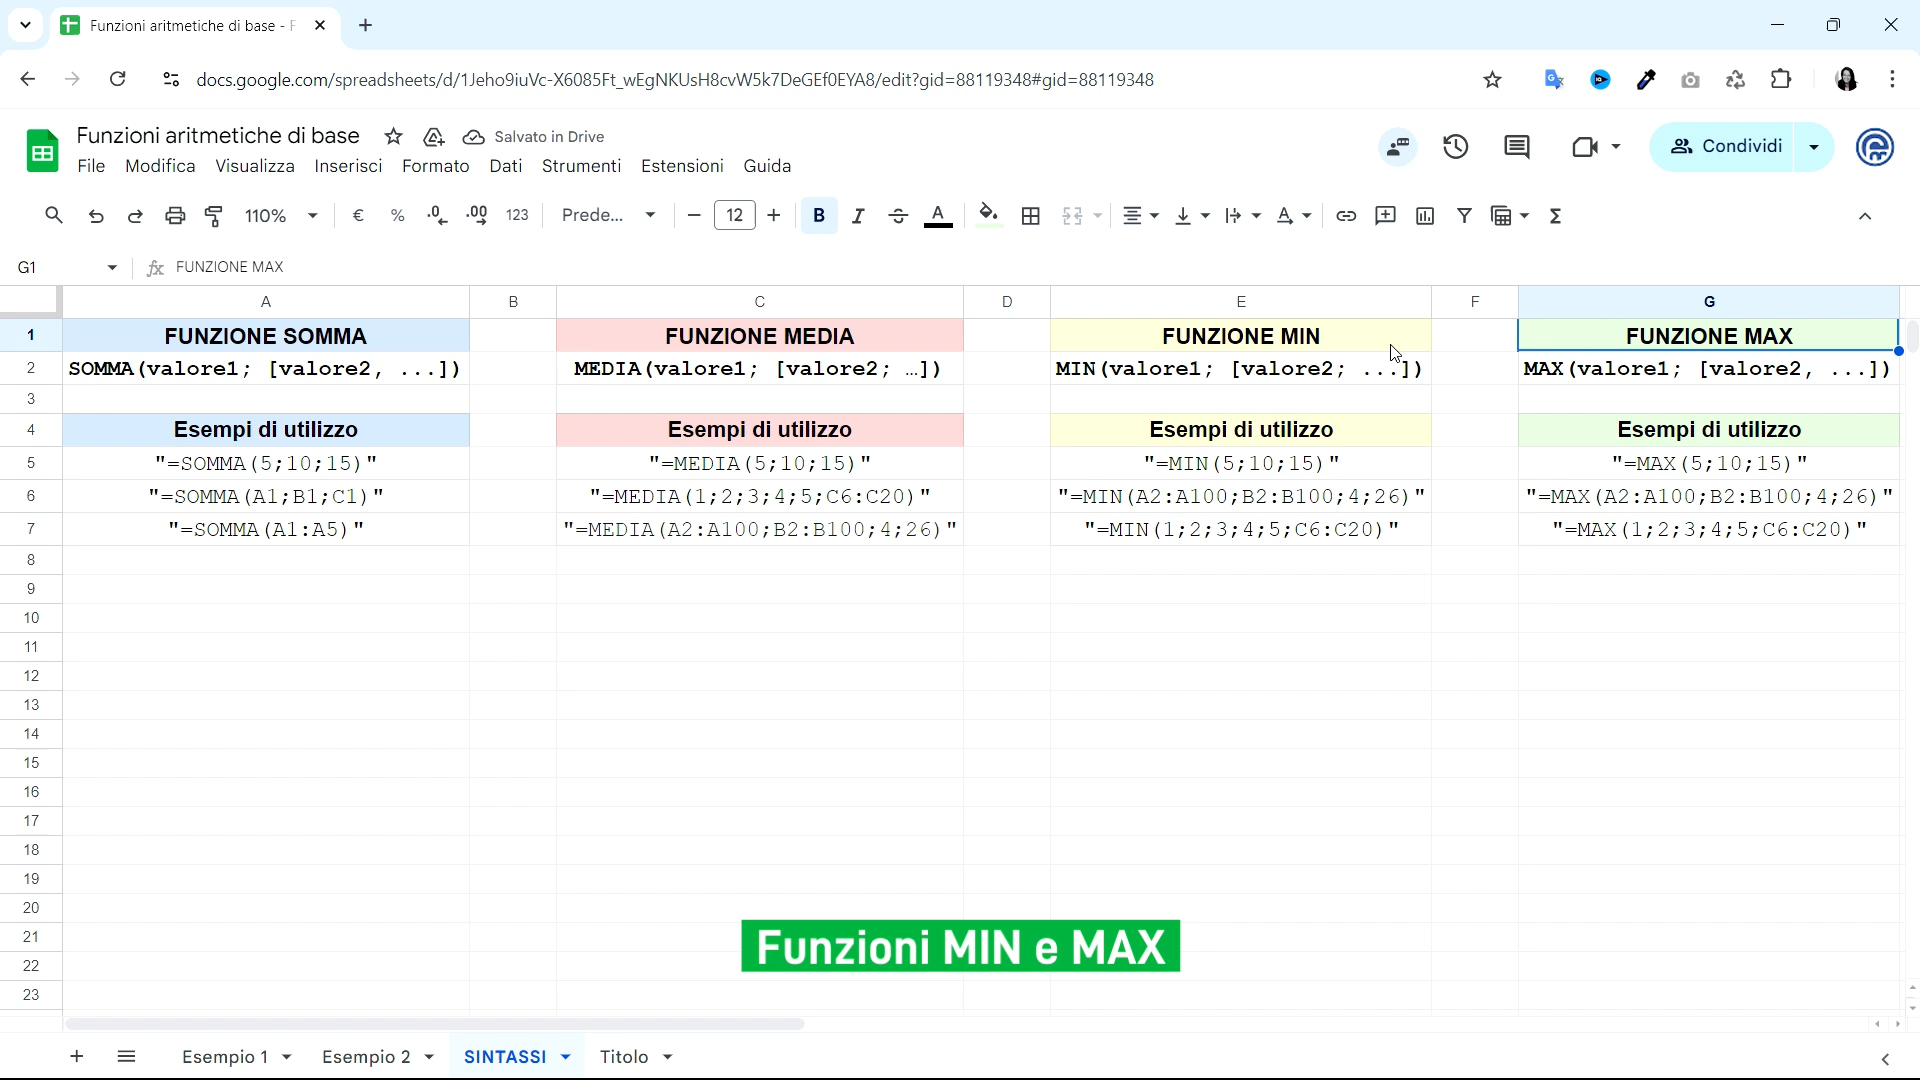 Funzioni aritmetiche di base - F
docs.google.com/spreadsheets/d/1Jeho9iuVc-X6085Ft_wEgNKUsH8cvW5k7DeGEf0EYA8/edit?gid=88119348#gid=88119348
Funzioni aritmetiche di base
Salvato in Drive
File Modifica Visualizza Inserisci Formato Dati Strumenti Estensioni Guida
Condividi
110% € % .0 .00 123 Prede... 12 B I A
G1 fx FUNZIONE MAX
A B C D E F G
1 FUNZIONE SOMMA FUNZIONE MEDIA FUNZIONE MIN FUNZIONE MAX
2 SOMMA(valore1; [valore2, ...]) MEDIA(valore1; [valore2; …]) MIN(valore1; [valore2; ...]) MAX(valore1; [valore2, ...])
3
4 Esempi di utilizzo Esempi di utilizzo Esempi di utilizzo Esempi di utilizzo
5 "=SOMMA(5;10;15)" "=MEDIA(5;10;15)" "=MIN(5;10;15)" "=MAX(5;10;15)"
6 "=SOMMA(A1;B1;C1)" "=MEDIA(1;2;3;4;5;C6:C20)" "=MIN(A2:A100;B2:B100;4;26)" "=MAX(A2:A100;B2:B100;4;26)"
7 "=SOMMA(A1:A5)" "=MEDIA(A2:A100;B2:B100;4;26)" "=MIN(1;2;3;4;5;C6:C20)" "=MAX(1;2;3;4;5;C6:C20)"
8
9
10
11
12
13
14
15
16
17
18
19
20
21
22
23
Funzioni MIN e MAX
Esempio 1 Esempio 2 SINTASSI Titolo